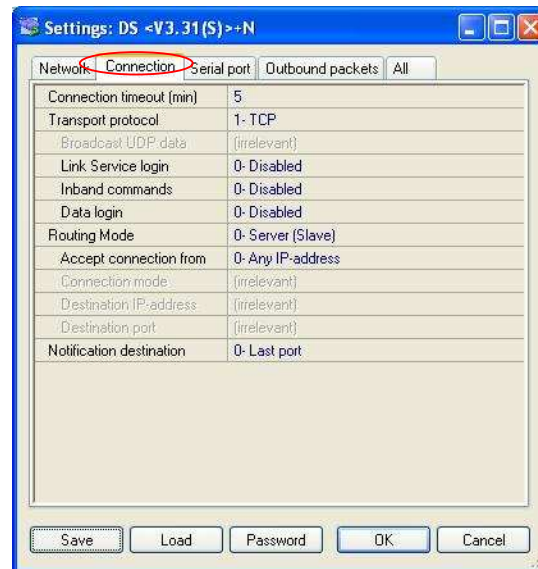 Settings: DS <V3.31(S)>+N
Network Connection Serial port Outbound packets All
Connection timeout (min) 5
Transport protocol 1- TCP
Broadcast UDP data (irrelevant)
Link Service login 0- Disabled
Inband commands 0- Disabled
Data login 0- Disabled
Routing Mode 0- Server (Slave)
Accept connection from 0- Any IP-address
Connection mode (irrelevant)
Destination IP-address (irrelevant)
Destination port (irrelevant)
Notification destination 0- Last port
Save Load Password OK Cancel